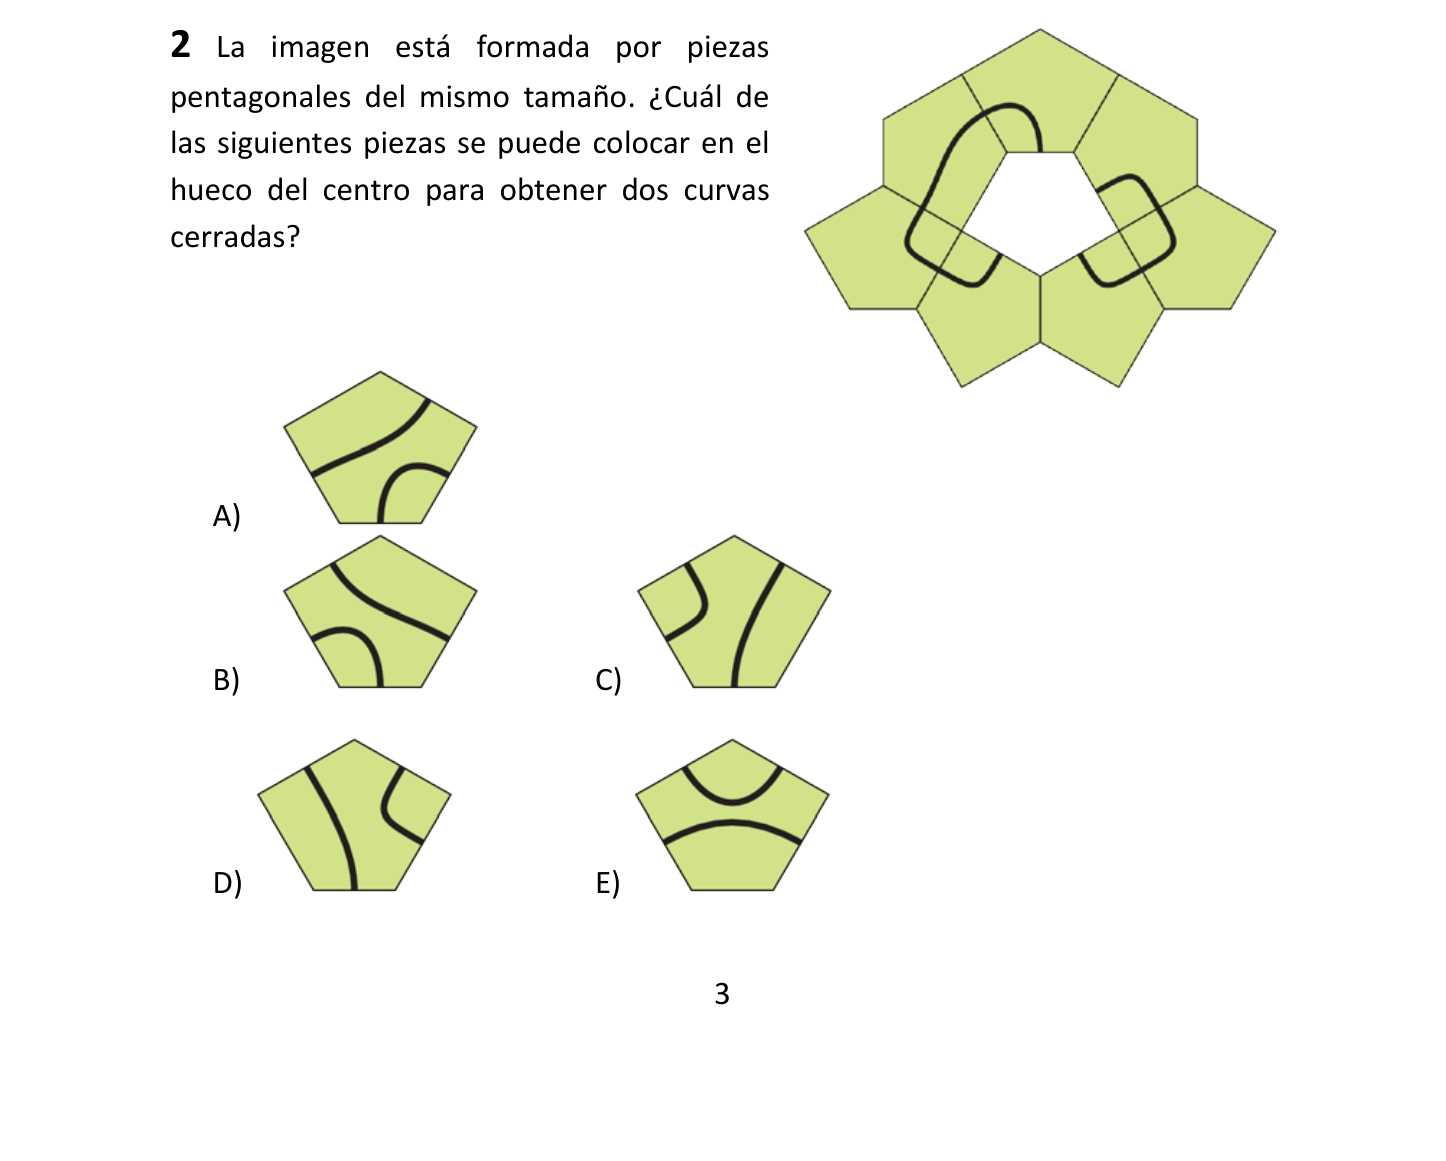 2 La imagen está formada por piezas
pentagonales del mismo tamaño. ¿Cuál de
las siguientes piezas se puede colocar en el
hueco del centro para obtener dos curvas
cerradas?
A)
B)
C)
D)
E)
3